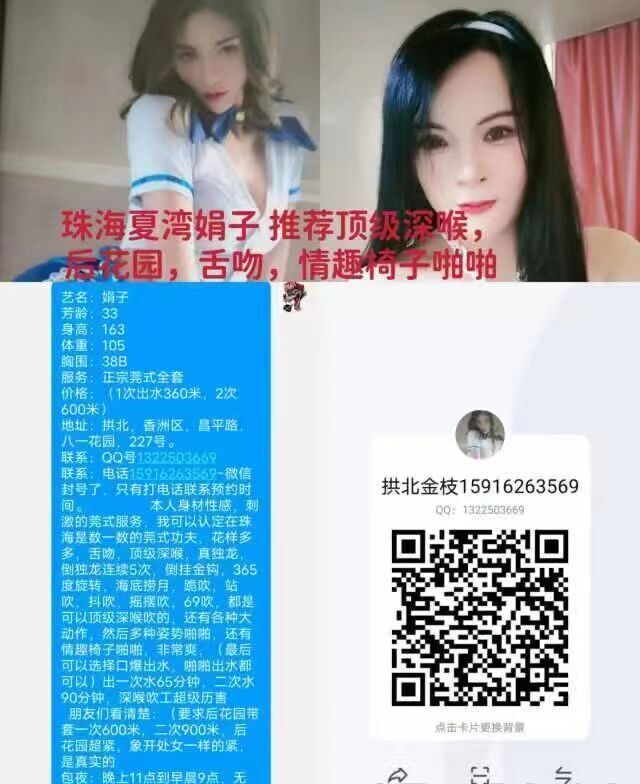 珠海夏湾娟子 推荐顶级深喉，
后花园，舌吻，情趣椅子啪啪
艺名：娟子
芳龄：33
身高：163
体重：105
胸围：38B
服务：正宗莞式全套
价格：（1次出水360米，2次
600米）
地址：拱北，香洲区，昌平路，
八一花园，227号。
联系：QQ号1322503669
联系：电话15916263569-微信
封号了，只有打电话联系预约时
间。 本人身材性感，刺
激的莞式服务，我可以认定在珠
海是数一数的莞式功夫，花样多
多，舌吻，顶级深喉，真独龙，
倒独龙连续5次，倒挂金钩，365
度旋转，海底捞月，跪吹，站
吹，抖吹，摇摆吹，69吹，都是
可以顶级深喉吹的，还有各种大
动作，然后多种姿势啪啪，还有
情趣椅子啪啪，非常爽，（最后
可以选择口爆出水，啪啪出水都
可以）出一次水65分钟，二次水
90分钟，深喉吹工超级历害
朋友们看清楚：（要求后花园带
套一次600米，二次900米，后
花园超紧，象开处女一样的紧，
是真实的
包夜：晚上11点到早晨9点，无
拱北金枝15916263569
QQ：1322503669
点击卡片更换背景